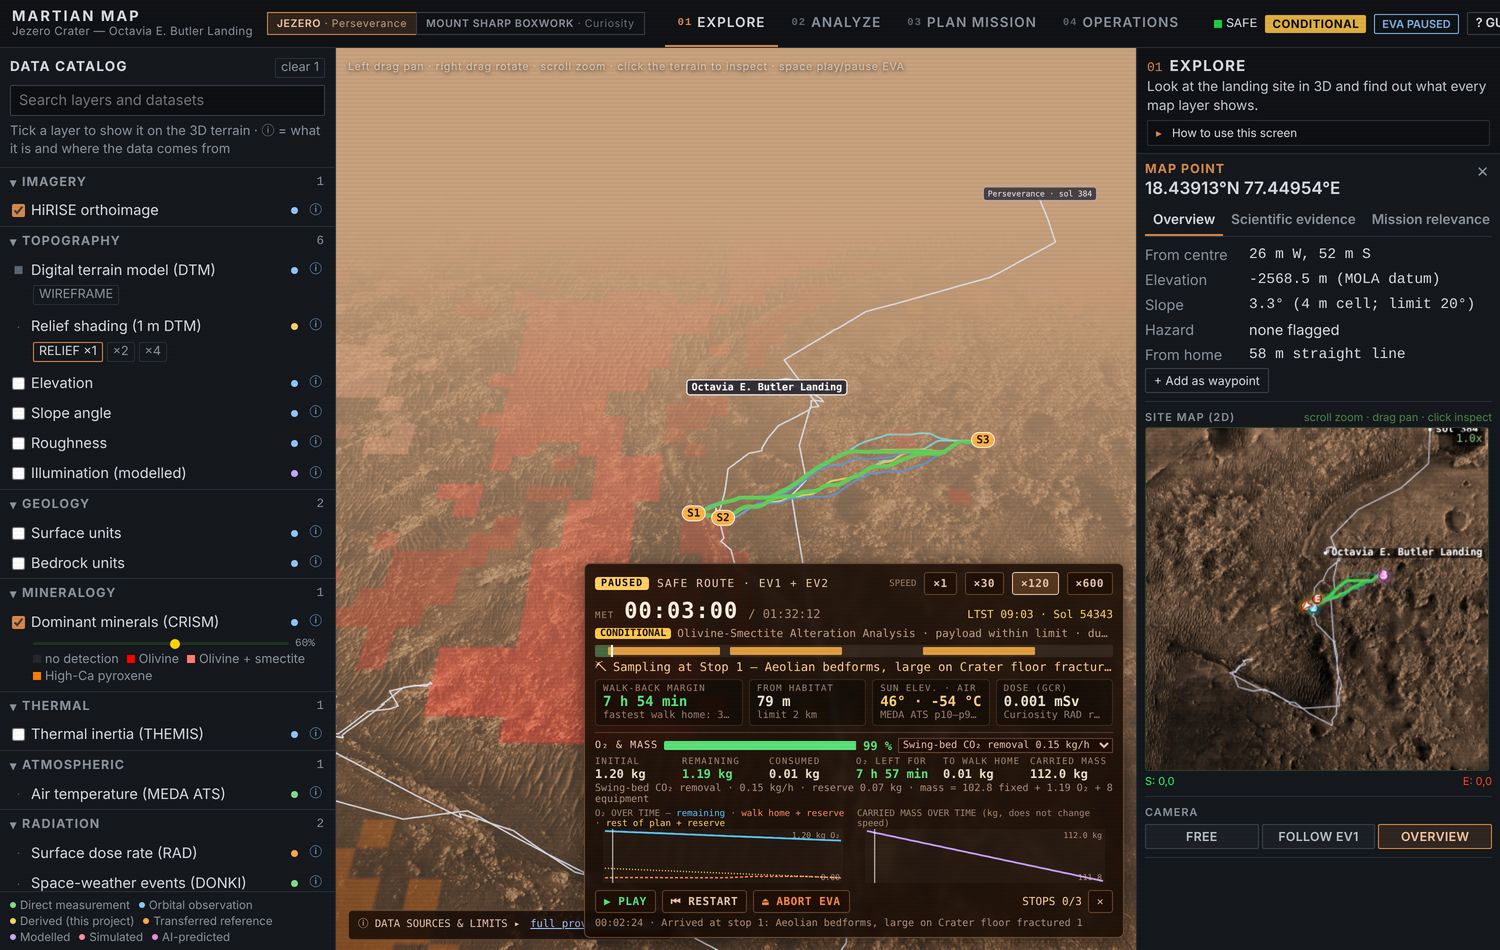 MARTIAN MAP
Jezero Crater — Octavia E. Butler Landing
JEZERO · Perseverance
MOUNT SHARP BOXWORK · Curiosity
01 EXPLORE
02 ANALYZE
03 PLAN MISSION
04 OPERATIONS
SAFE
CONDITIONAL
EVA PAUSED
? GU
DATA CATALOG
clear 1
Search layers and datasets
Tick a layer to show it on the 3D terrain · ⓘ = what
it is and where the data comes from
▾ IMAGERY 1
HiRISE orthoimage ⓘ
▾ TOPOGRAPHY 6
Digital terrain model (DTM) ⓘ
WIREFRAME
Relief shading (1 m DTM) ⓘ
RELIEF ×1 ×2 ×4
Elevation ⓘ
Slope angle ⓘ
Roughness ⓘ
Illumination (modelled) ⓘ
▾ GEOLOGY 2
Surface units ⓘ
Bedrock units ⓘ
▾ MINERALOGY 1
Dominant minerals (CRISM) ⓘ
60%
no detection Olivine Olivine + smectite
High-Ca pyroxene
▾ THERMAL 1
Thermal inertia (THEMIS) ⓘ
▾ ATMOSPHERIC 1
Air temperature (MEDA ATS) ⓘ
▾ RADIATION 2
Surface dose rate (RAD) ⓘ
Space-weather events (DONKI) ⓘ
Direct measurement Orbital observation
Derived (this project) Transferred reference
Modelled Simulated AI-predicted
Left drag pan · right drag rotate · scroll zoom · click the terrain to inspect · space play/pause EVA
Perseverance · sol 384
Octavia E. Butler Landing
S3
S1
S2
ⓘ DATA SOURCES & LIMITS ▸ full prov
PAUSED SAFE ROUTE · EV1 + EV2
SPEED ×1 ×30 ×120 ×600
MET 00:03:00 / 01:32:12
LTST 09:03 · Sol 54343
CONDITIONAL Olivine-Smectite Alteration Analysis · payload within limit · du…
⛏ Sampling at Stop 1 — Aeolian bedforms, large on Crater floor fractur…
WALK-BACK MARGIN
7 h 54 min
fastest walk home: 3…
FROM HABITAT
79 m
limit 2 km
SUN ELEV. · AIR
46° · -54 °C
MEDA ATS p10–p9…
DOSE (GCR)
0.001 mSv
Curiosity RAD r…
O₂ & MASS 99 % Swing-bed CO₂ removal 0.15 kg/h
INITIAL REMAINING CONSUMED O₂ LEFT FOR TO WALK HOME CARRIED MASS
1.20 kg 1.19 kg 0.01 kg 7 h 57 min 0.01 kg 112.0 kg
Swing-bed CO₂ removal · 0.15 kg/h · reserve 0.07 kg · mass = 102.8 fixed + 1.19 O₂ + 8
equipment
O₂ OVER TIME — remaining · walk home + reserve
· rest of plan + reserve
1.20 kg O₂
0.00
CARRIED MASS OVER TIME (kg, does not change
speed)
112.0 kg
111.8
▶ PLAY
⏮ RESTART
⏏ ABORT EVA
STOPS 0/3 ×
00:02:24 · Arrived at stop 1: Aeolian bedforms, large on Crater floor fractured 1
01 EXPLORE
Look at the landing site in 3D and find out what every
map layer shows.
▸ How to use this screen
MAP POINT
18.43913°N 77.44954°E
✕
Overview Scientific evidence Mission relevance
From centre 26 m W, 52 m S
Elevation -2568.5 m (MOLA datum)
Slope 3.3° (4 m cell; limit 20°)
Hazard none flagged
From home 58 m straight line
+ Add as waypoint
SITE MAP (2D) scroll zoom · drag pan · click inspect
sol 384
1.0x
Octavia E. Butler Landing
E
S: 0,0 E: 0,0
CAMERA
FREE
FOLLOW EV1
OVERVIEW